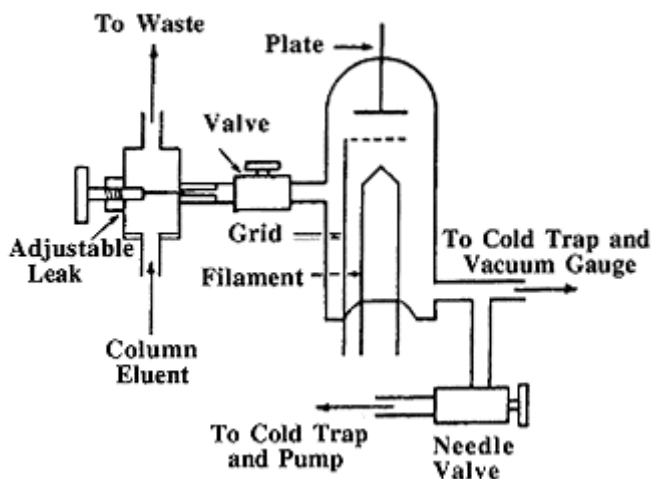 To Waste
Plate
Valve
Adjustable
Leak
Grid
Filament
To Cold Trap and
Vacuum Gauge
Column
Eluent
To Cold Trap
and Pump
Needle
Valve